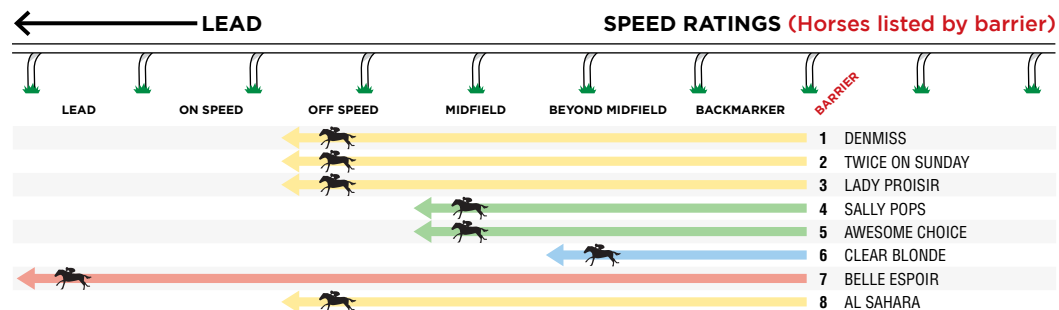 LEAD SPEED RATINGS (Horses listed by barrier)
LEAD ON SPEED OFF SPEED MIDFIELD BEYOND MIDFIELD BACKMARKER BARRIER
1 DENMISS
2 TWICE ON SUNDAY
3 LADY PROISIR
4 SALLY POPS
5 AWESOME CHOICE
6 CLEAR BLONDE
7 BELLE ESPOIR
8 AL SAHARA